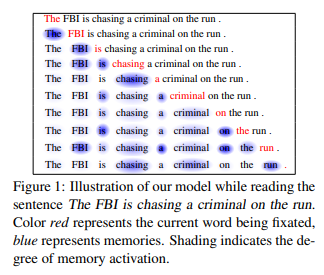 The FBI is chasing a criminal on the run .
The FBI is chasing a criminal on the run .
The FBI is chasing a criminal on the run .
The FBI is chasing a criminal on the run .
The FBI is chasing a criminal on the run .
The FBI is chasing a criminal on the run .
The FBI is chasing a criminal on the run .
The FBI is chasing a criminal on the run .
The FBI is chasing a criminal on the run .
The FBI is chasing a criminal on the run .
Figure 1: Illustration of our model while reading the
sentence The FBI is chasing a criminal on the run.
Color red represents the current word being fixated,
blue represents memories. Shading indicates the de-
gree of memory activation.